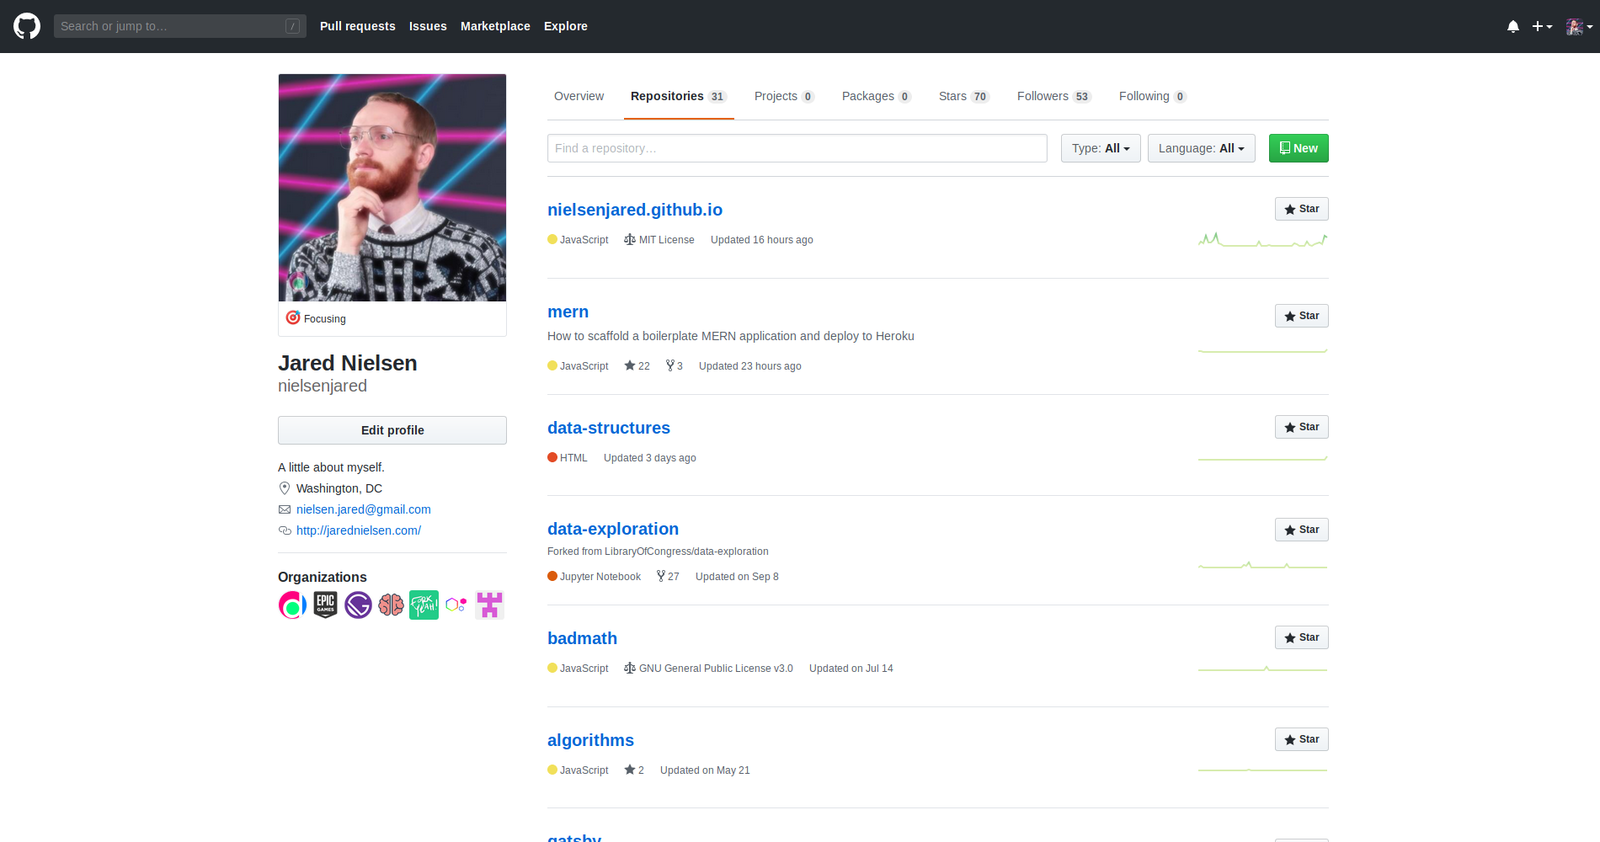 Search or jump to… /
Pull requests Issues Marketplace Explore
Focusing
Jared Nielsen
nielsenjared
Edit profile
A little about myself.
Washington, DC
nielsen.jared@gmail.com
http://jarednielsen.com/
Organizations
EPIC
GAMES
F*CK
YEAH!
Overview Repositories 31 Projects 0 Packages 0 Stars 70 Followers 53 Following 0
Find a repository… Type: All Language: All New
nielsenjared.github.io Star
JavaScript MIT License Updated 16 hours ago
mern Star
How to scaffold a boilerplate MERN application and deploy to Heroku
JavaScript 22 3 Updated 23 hours ago
data-structures Star
HTML Updated 3 days ago
data-exploration Star
Forked from LibraryOfCongress/data-exploration
Jupyter Notebook 27 Updated on Sep 8
badmath Star
JavaScript GNU General Public License v3.0 Updated on Jul 14
algorithms Star
JavaScript 2 Updated on May 21
gatsby